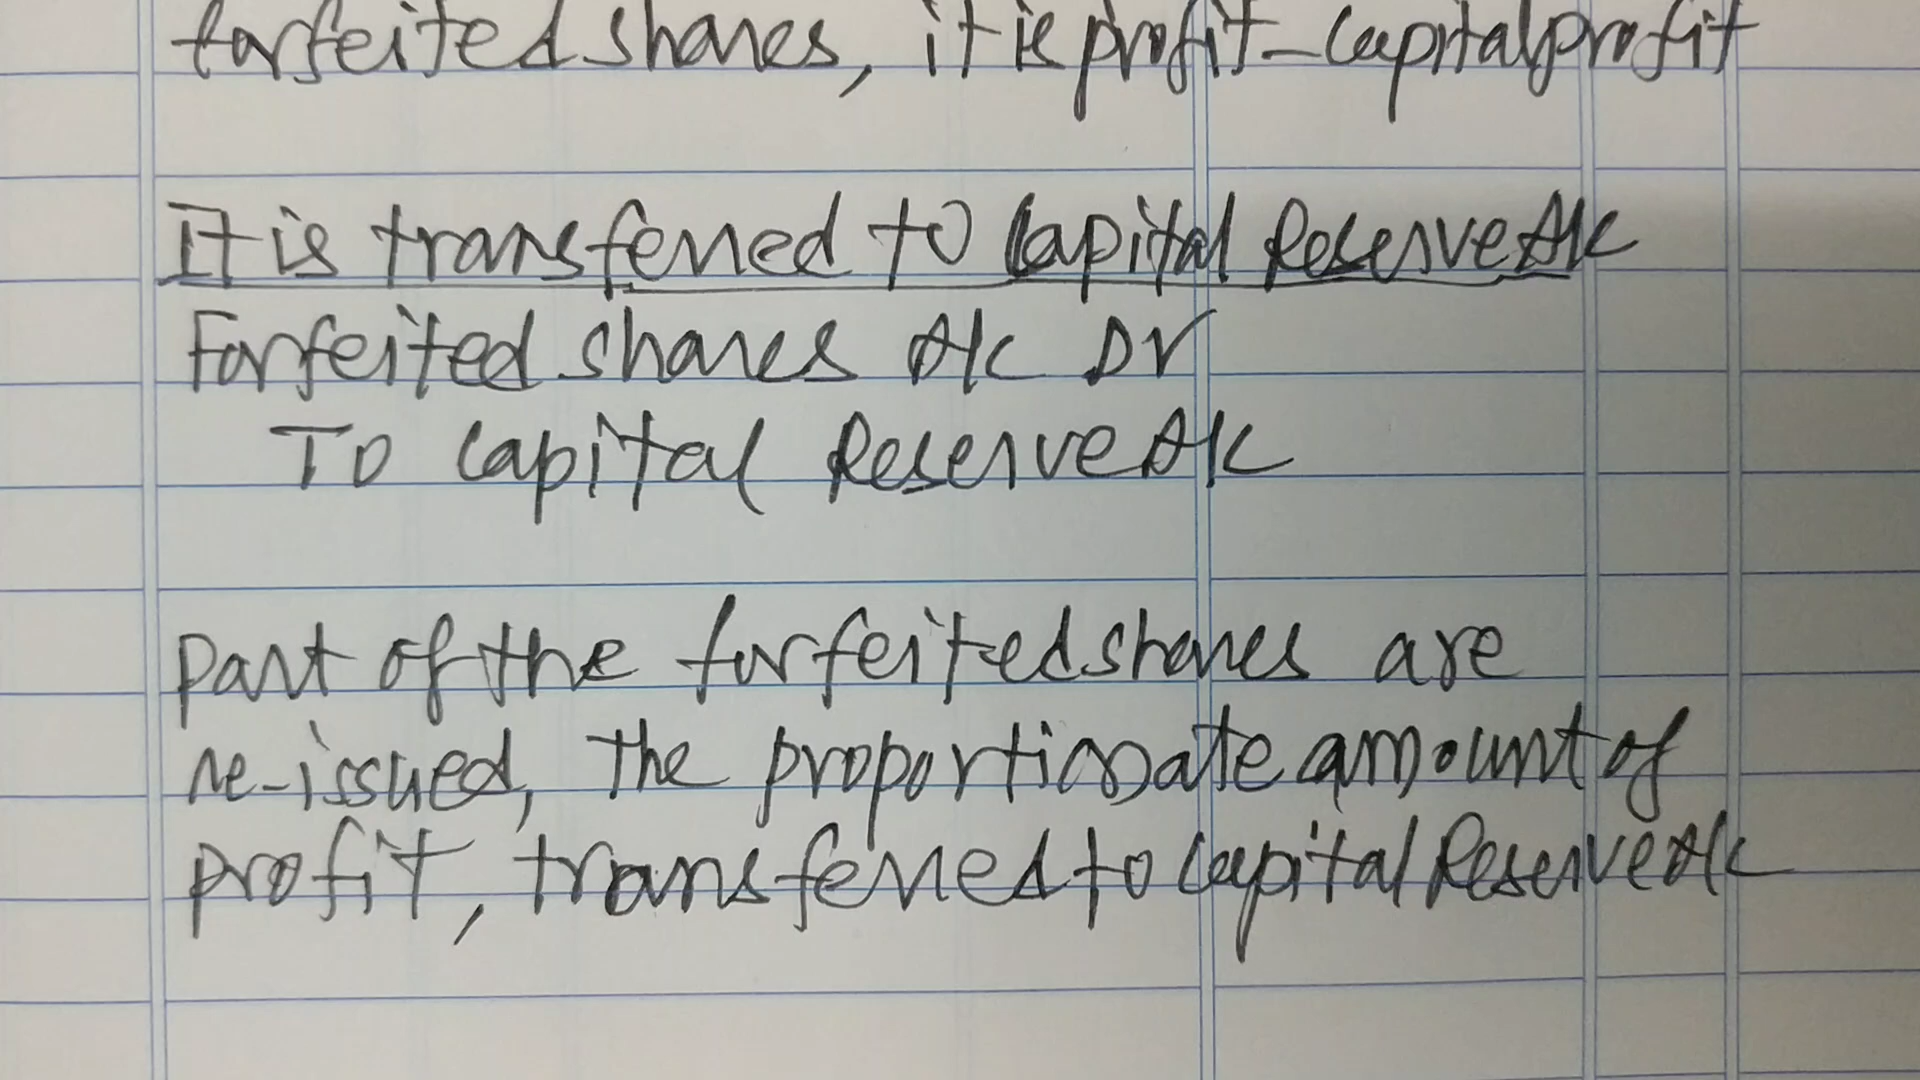 forfeited shares, it is profit - capital profit
It is transferred to Capital Reserve A/c
Forfeited shares A/c Dr
To Capital Reserve A/c
part of the forfeited shares are
re-issued, the proportionate amount of
profit, transferred to Capital Reserve A/c